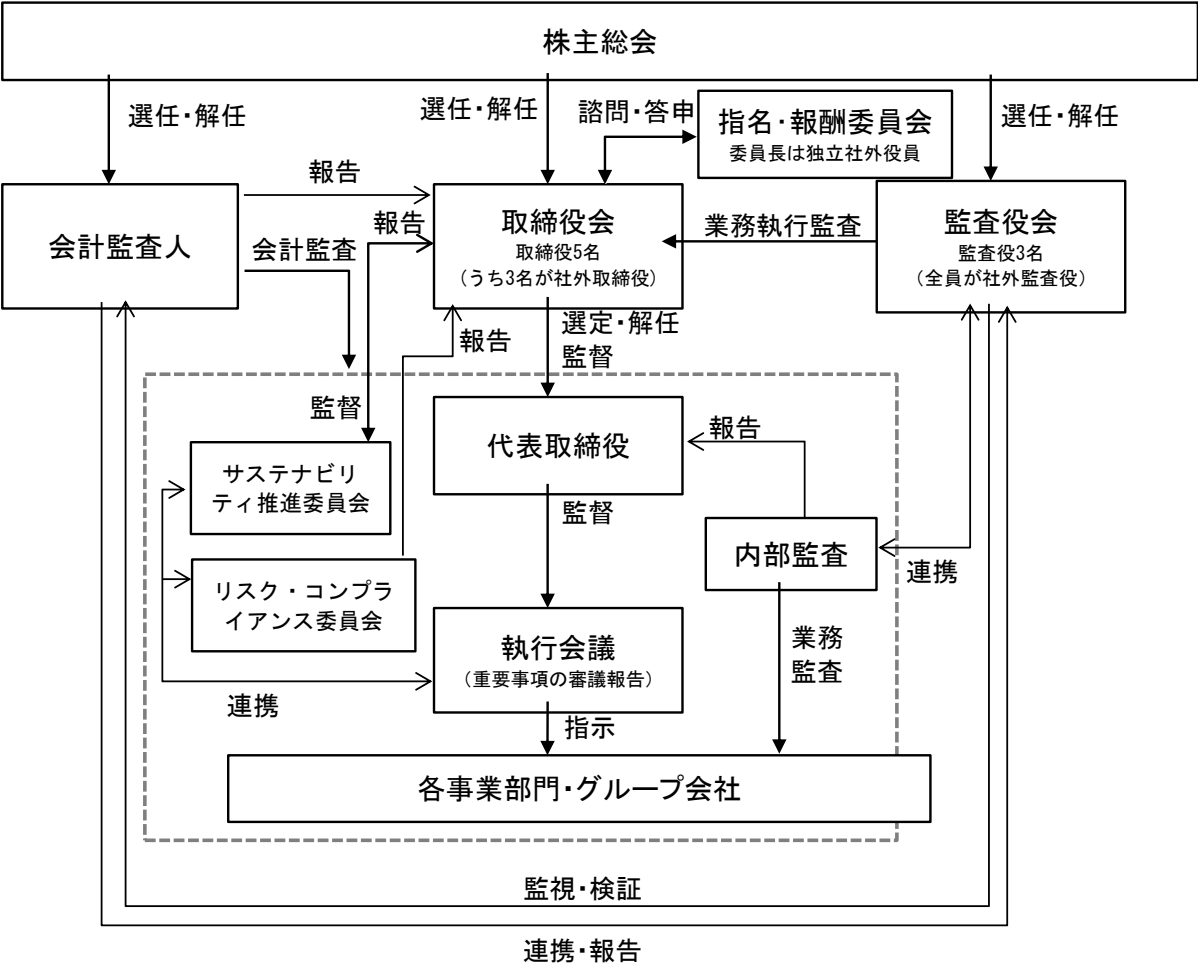 株主総会
選任・解任
選任・解任
諮問・答申
指名・報酬委員会
委員長は独立社外役員
選任・解任
報告
会計監査人
会計監査
報告
取締役会
取締役5名
（うち3名が社外取締役）
業務執行監査
監査役会
監査役3名
（全員が社外監査役）
選定・解任
監督
報告
監督
代表取締役
報告
サステナビリ
ティ推進委員会
監督
内部監査
連携
リスク・コンプラ
イアンス委員会
執行会議
（重要事項の審議報告）
業務
監査
連携
指示
各事業部門・グループ会社
監視・検証
連携・報告